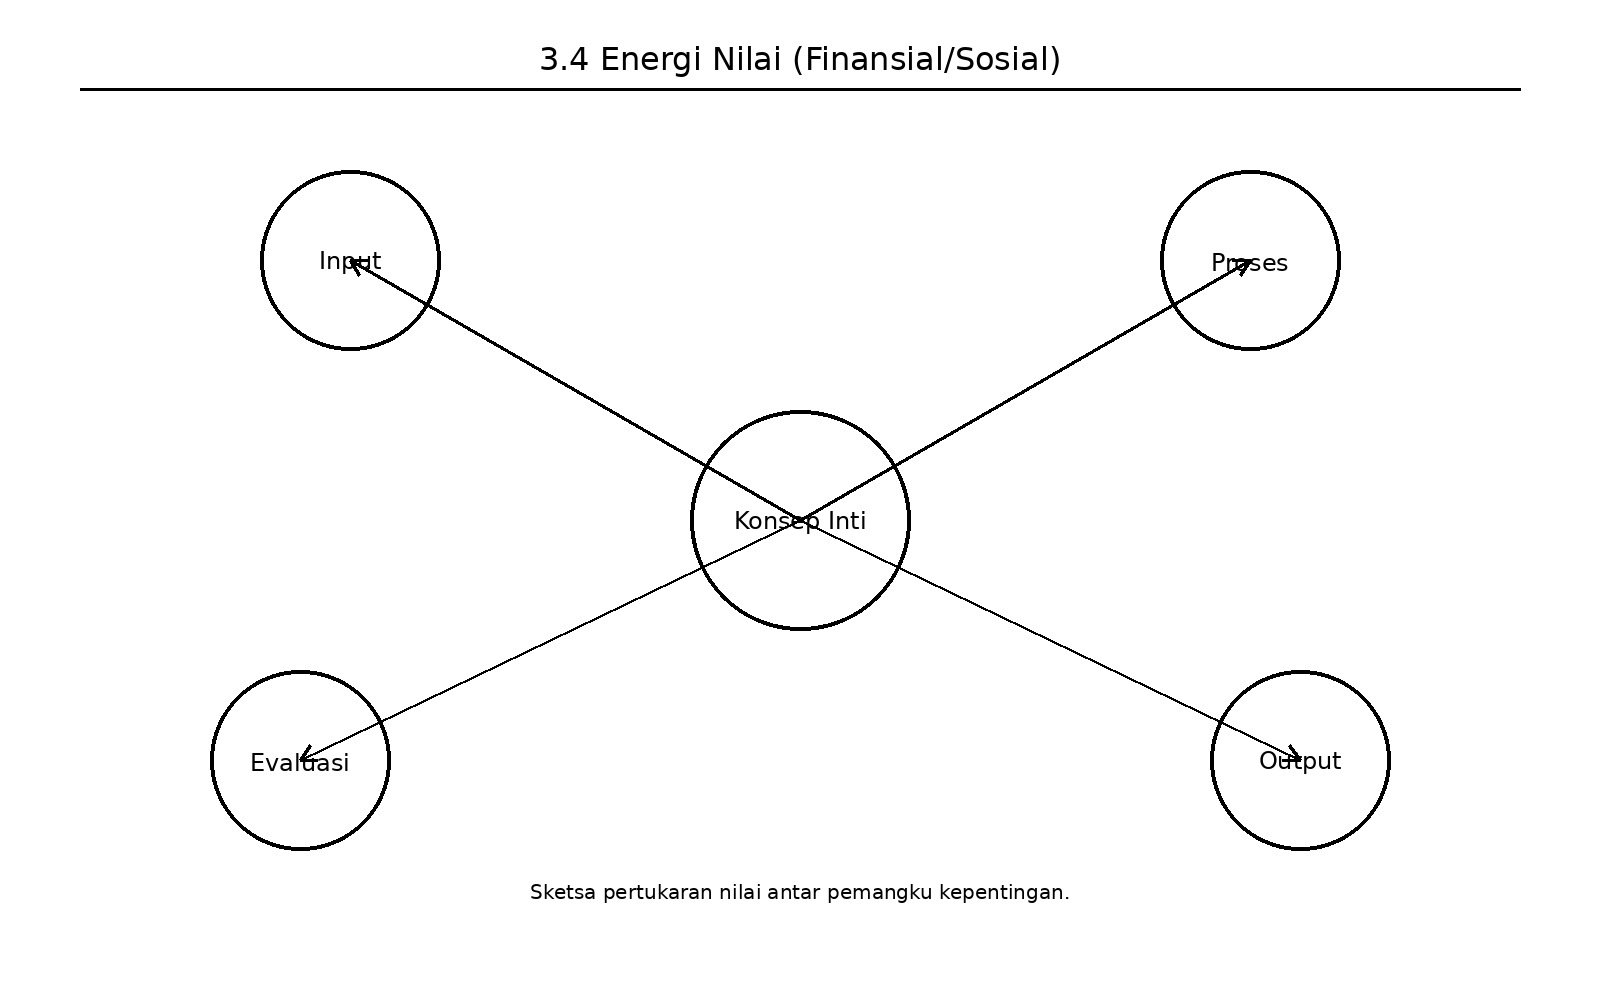 3.4 Energi Nilai (Finansial/Sosial)
Input
Proses
Konsep Inti
Evaluasi
Output
Sketsa pertukaran nilai antar pemangku kepentingan.